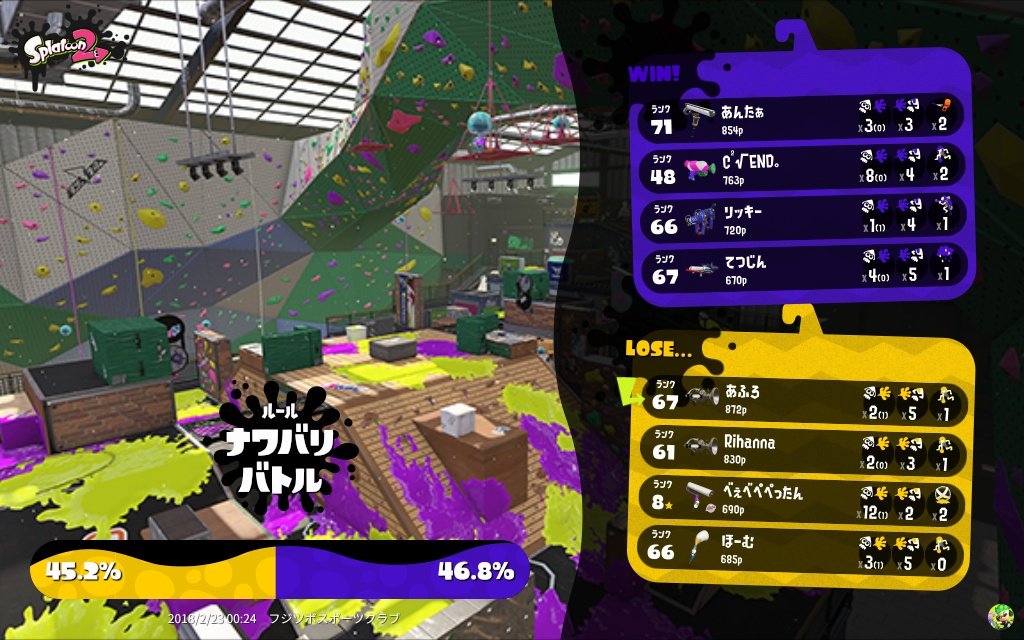 Splatoon 2
WIN!
ランク 71 あんたぁ 854p x3(0) x3 x2
ランク 48 C²√END。 763p x8(0) x4 x2
ランク 66 リッキー 720p x1(1) x4 x1
ランク 67 てつじん 670p x4(0) x5 x1
LOSE...
ランク 67 あふろ 872p x2(1) x5 x1
ランク 61 Rihanna 830p x2(0) x3 x1
ランク 8★ べぇべペぺったん 690p x12(1) x2 x2
ランク 66 ほーむ 685p x3(1) x5 x0
ルール
ナワバリ
バトル
45.2% 46.8%
2018/2/23 00:24 フジツボスポーツクラブ